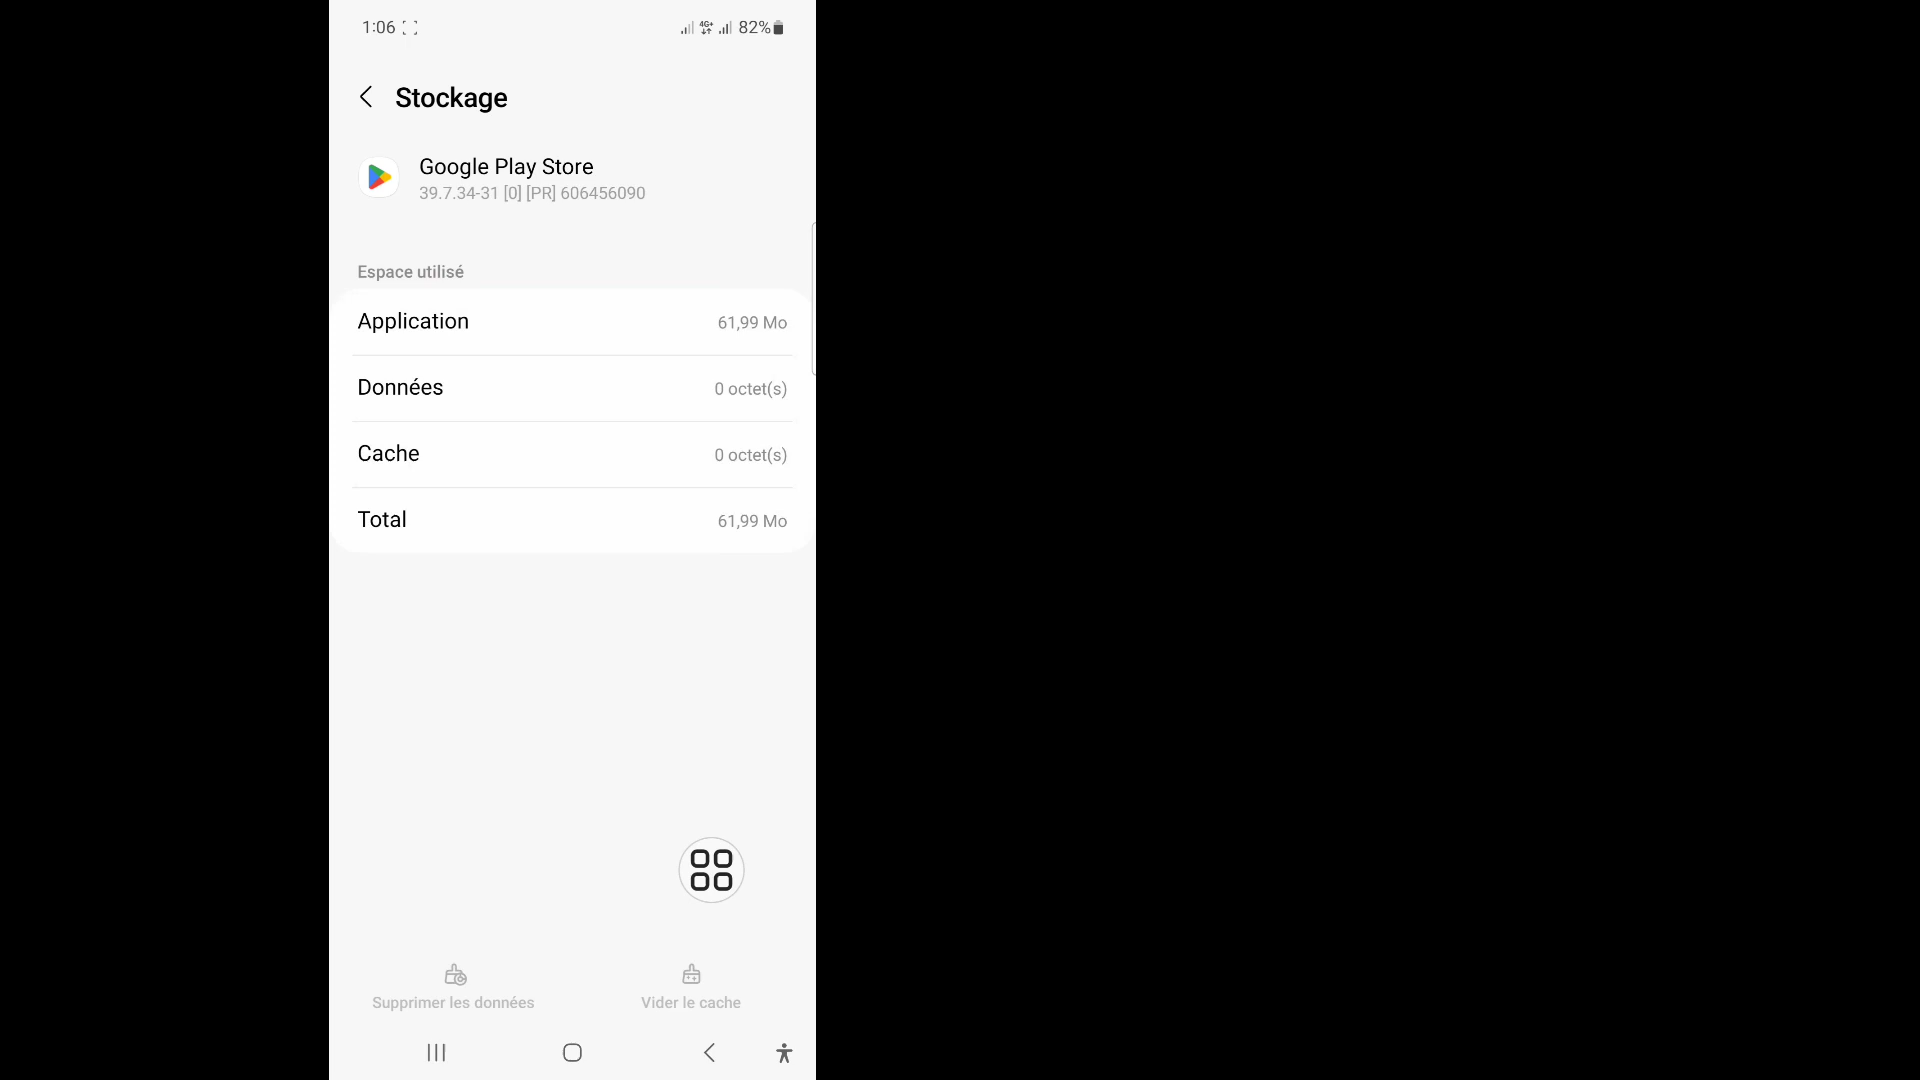 1:06 4G+ 82%
Stockage
Google Play Store
39.7.34-31 [0] [PR] 606456090
Espace utilisé
Application 61,99 Mo
Données 0 octet(s)
Cache 0 octet(s)
Total 61,99 Mo
Supprimer les données Vider le cache